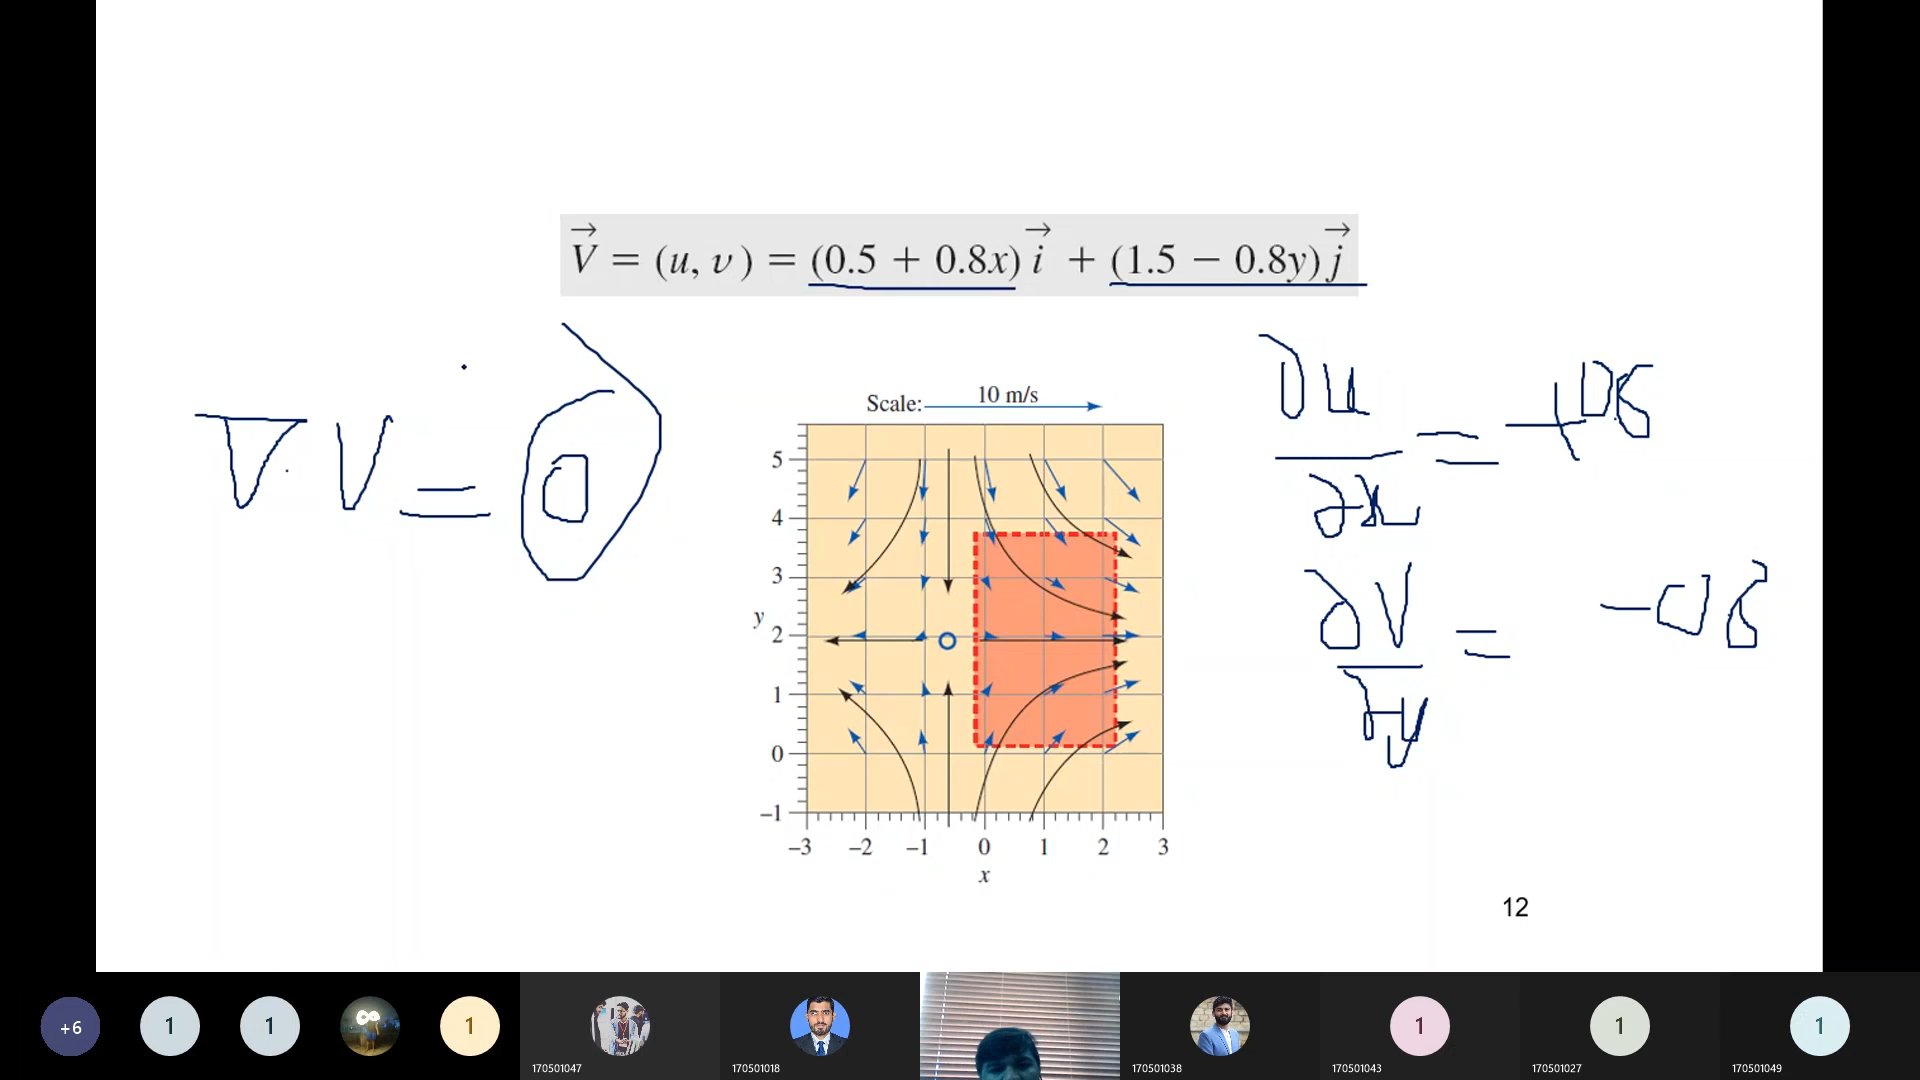 V⃗ = (u, v) = (0.5 + 0.8x) i⃗ + (1.5 − 0.8y) j⃗
∇ V = 0
∂u
∂x
= +0.8
∂V
∂y
= −0.8
Scale: 10 m/s
5
4
3
y
2
1
0
−1
−3 −2 −1 0 1 2 3
x
12
+6 1 1 1 1 1 1
170501047 170501018 170501038 170501043 170501027 170501049